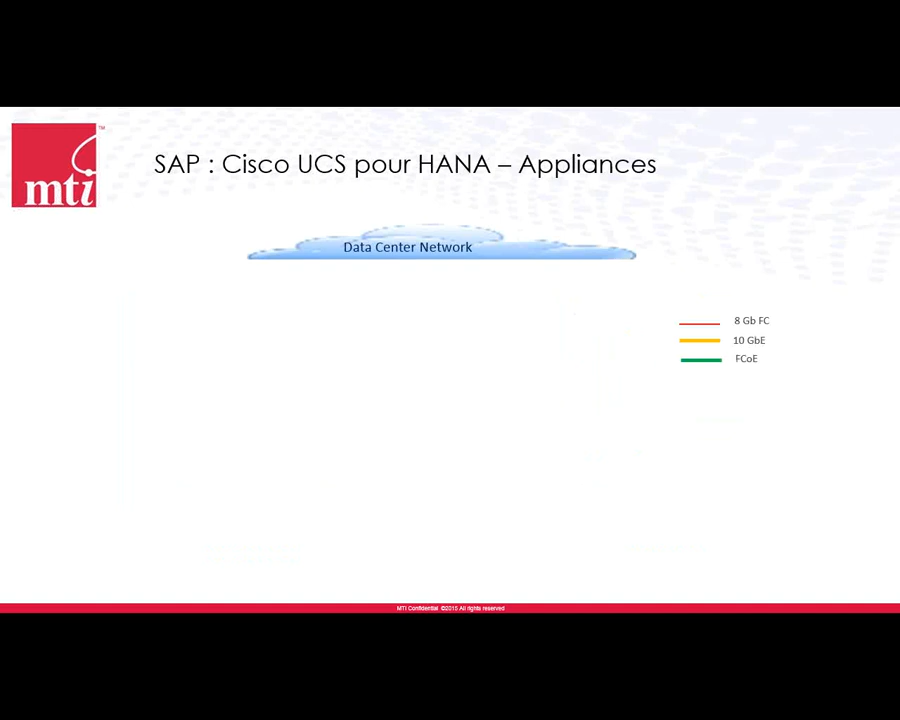 mti
™
SAP : Cisco UCS pour HANA – Appliances
Data Center Network
8 Gb FC
10 GbE
FCoE
MTI Confidential ©2015 All rights reserved